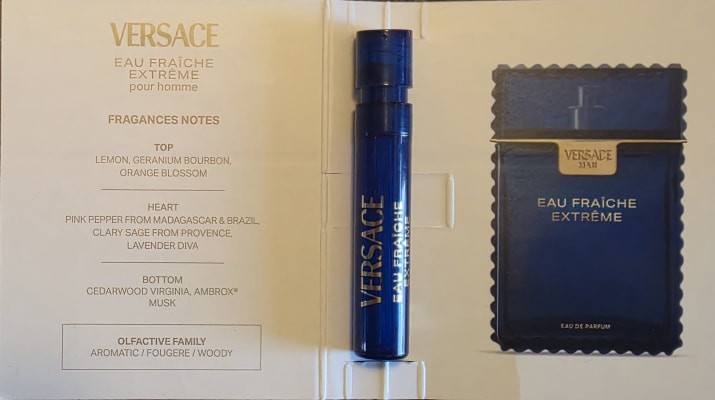 VERSACE
EAU FRAÎCHE
EXTRÊME
pour homme
FRAGANCES NOTES
TOP
LEMON, GERANIUM BOURBON,
ORANGE BLOSSOM
HEART
PINK PEPPER FROM MADAGASCAR & BRAZIL,
CLARY SAGE FROM PROVENCE,
LAVENDER DIVA
BOTTOM
CEDARWOOD VIRGINIA, AMBROX®
MUSK
OLFACTIVE FAMILY
AROMATIC / FOUGERE / WOODY
VERSACE
EAU FRAÎCHE
EXTRÊME
VERSACE
MAN
EAU FRAÎCHE
EXTRÊME
EAU DE PARFUM